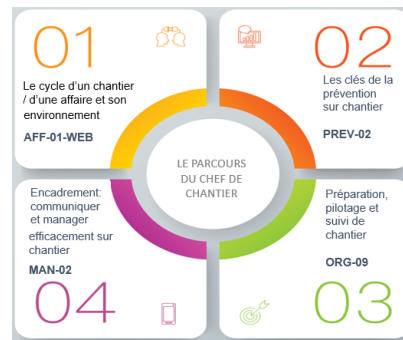 01
Le cycle d'un chantier
/ d'une affaire et son
environnement
AFF-01-WEB
02
Les clés de la
prévention
sur chantier
PREV-02
LE PARCOURS
DU CHEF DE
CHANTIER
Encadrement:
communiquer
et manager
efficacement sur
chantier
MAN-02
04
Préparation,
pilotage et
suivi de
chantier
ORG-09
03